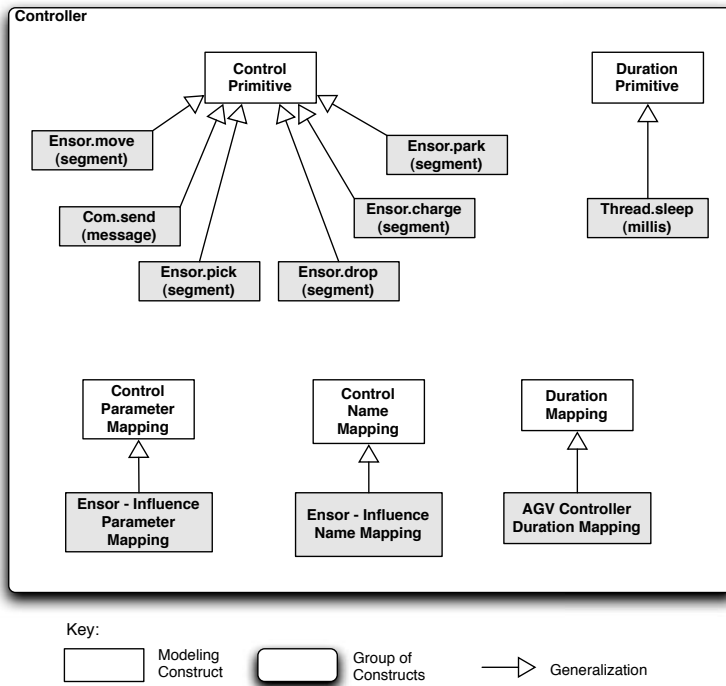 Controller
Control
Primitive
Duration
Primitive
Ensor.move
(segment)
Ensor.park
(segment)
Com.send
(message)
Ensor.charge
(segment)
Thread.sleep
(millis)
Ensor.pick
(segment)
Ensor.drop
(segment)
Control
Parameter
Mapping
Control
Name
Mapping
Duration
Mapping
Ensor - Influence
Parameter
Mapping
Ensor - Influence
Name Mapping
AGV Controller
Duration Mapping
Key:
Modeling
Construct
Group of
Constructs
Generalization